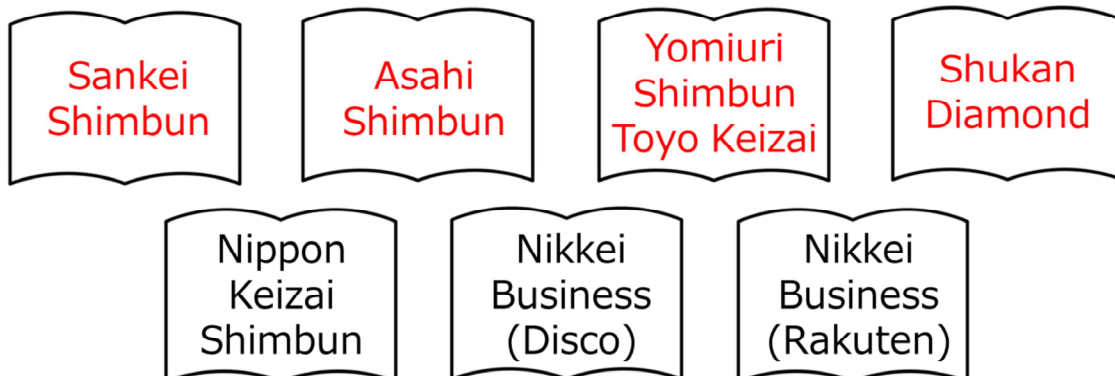 Sankei
Shimbun
Asahi
Shimbun
Yomiuri
Shimbun
Toyo Keizai
Shukan
Diamond
Nippon
Keizai
Shimbun
Nikkei
Business
(Disco)
Nikkei
Business
(Rakuten)